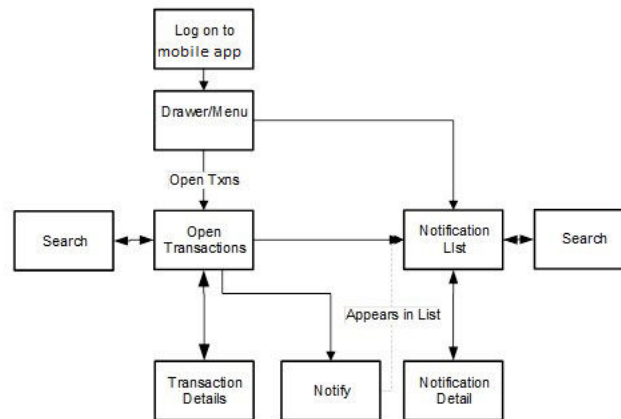 Log on to
mobile app
Drawer/Menu
Open Txns
Search
Open
Transactions
Notification
LIst
Search
Appears in List
Transaction
Details
Notify
Notification
Detail